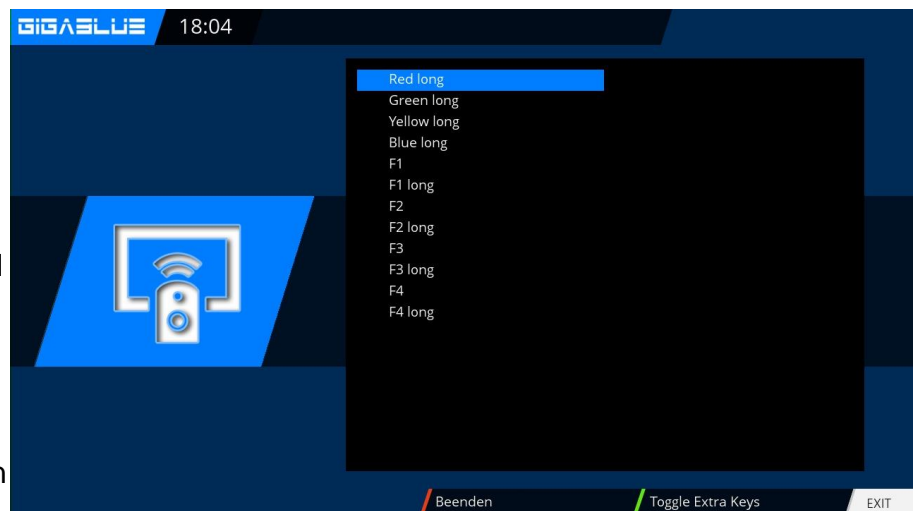 GIGABLUE 18:04
Red long
Green long
Yellow long
Blue long
F1
F1 long
F2
F2 long
F3
F3 long
F4
F4 long
Beenden Toggle Extra Keys EXIT